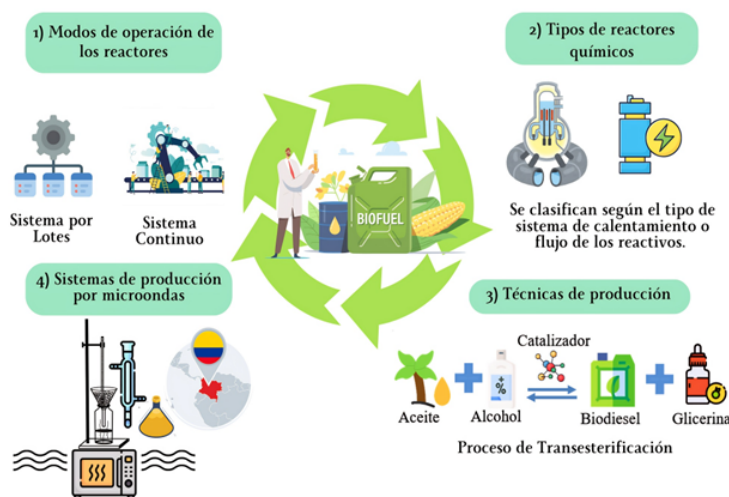 1) Modos de operación de
los reactores
Sistema por
Lotes
Sistema
Continuo
2) Tipos de reactores
químicos
Se clasifican según el tipo de
sistema de calentamiento o
flujo de los reactivos.
BIOFUEL
4) Sistemas de producción
por microondas
3) Técnicas de producción
Catalizador
Aceite
Alcohol
Biodiesel
Glicerina
Proceso de Transesterificación